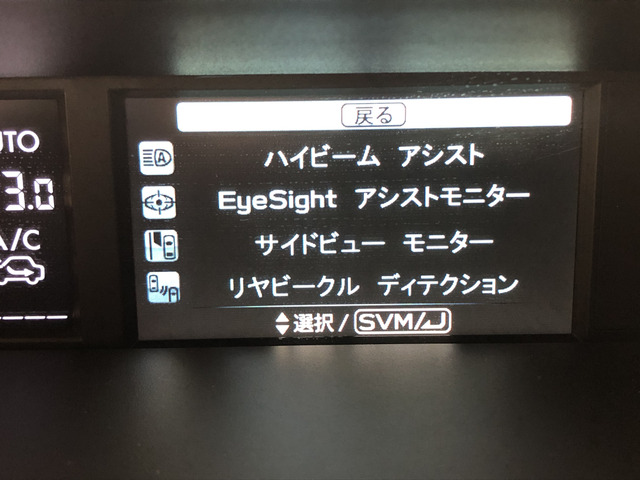 戻る
AUTO
ハイビーム アシスト
3.0
EyeSight アシストモニター
A/C
サイドビュー モニター
リヤビークル ディテクション
選択 / SVM/